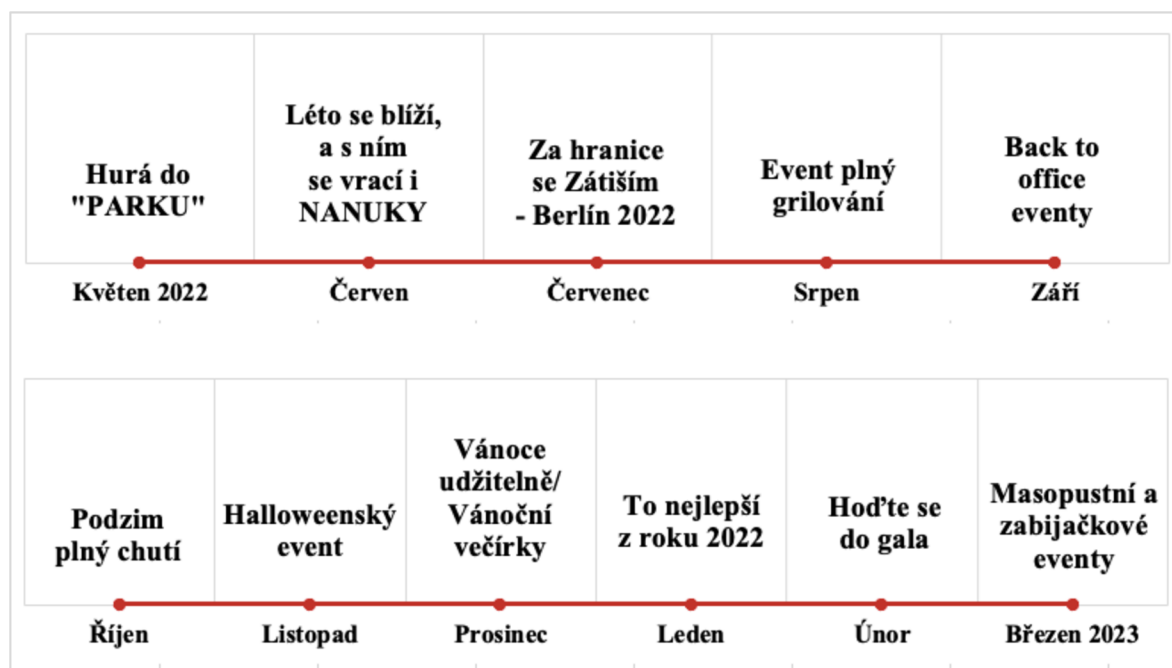 Hurá do
"PARKU"
Léto se blíží,
a s ním
se vrací i
NANUKY
Za hranice
se Zátiším
- Berlín 2022
Event plný
grilování
Back to
office
eventy
Květen 2022
Červen
Červenec
Srpen
Září
Podzim
plný chutí
Halloweenský
event
Vánoce
udžitelně/
Vánoční
večírky
To nejlepší
z roku 2022
Hoďte se
do gala
Masopustní a
zabijačkové
eventy
Říjen
Listopad
Prosinec
Leden
Únor
Březen 2023